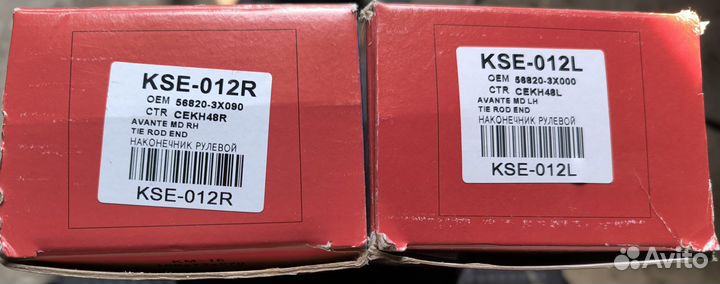 KSE-012R
OEM 56820-3X090
CTR CEKH48R
AVANTE MD RH
TIE ROD END
НАКОНЕЧНИК РУЛЕВОЙ
KSE-012R
KSE-012L
OEM 56820-3X000
CTR CEKH48L
AVANTE MD LH
TIE ROD END
НАКОНЕЧНИК РУЛЕВОЙ
KSE-012L
Avito